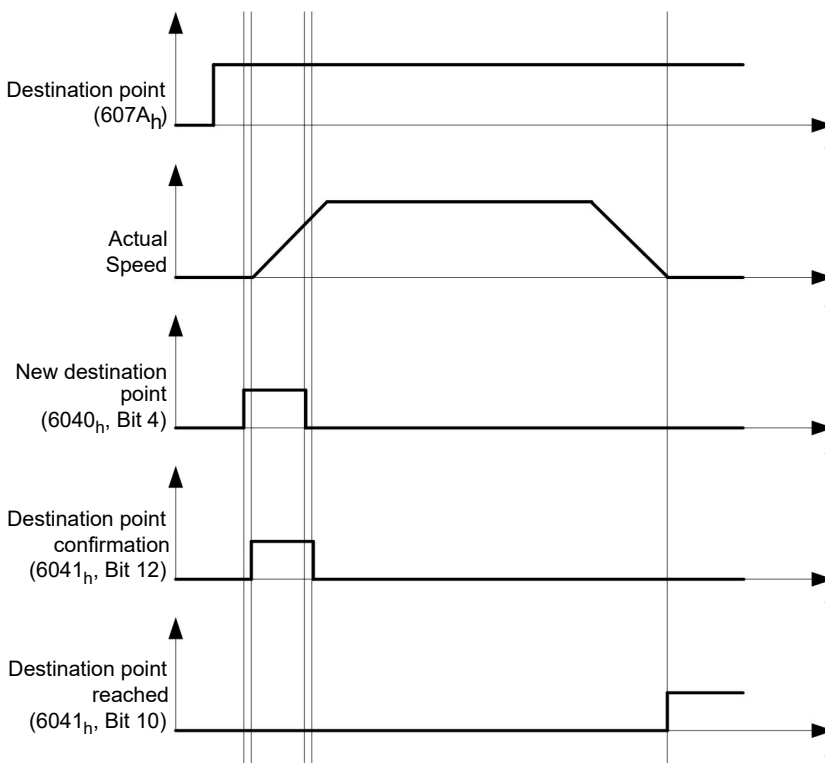 Destination point
(607Ah)
Actual
Speed
New destination
point
(6040h, Bit 4)
Destination point
confirmation
(6041h, Bit 12)
Destination point
reached
(6041h, Bit 10)